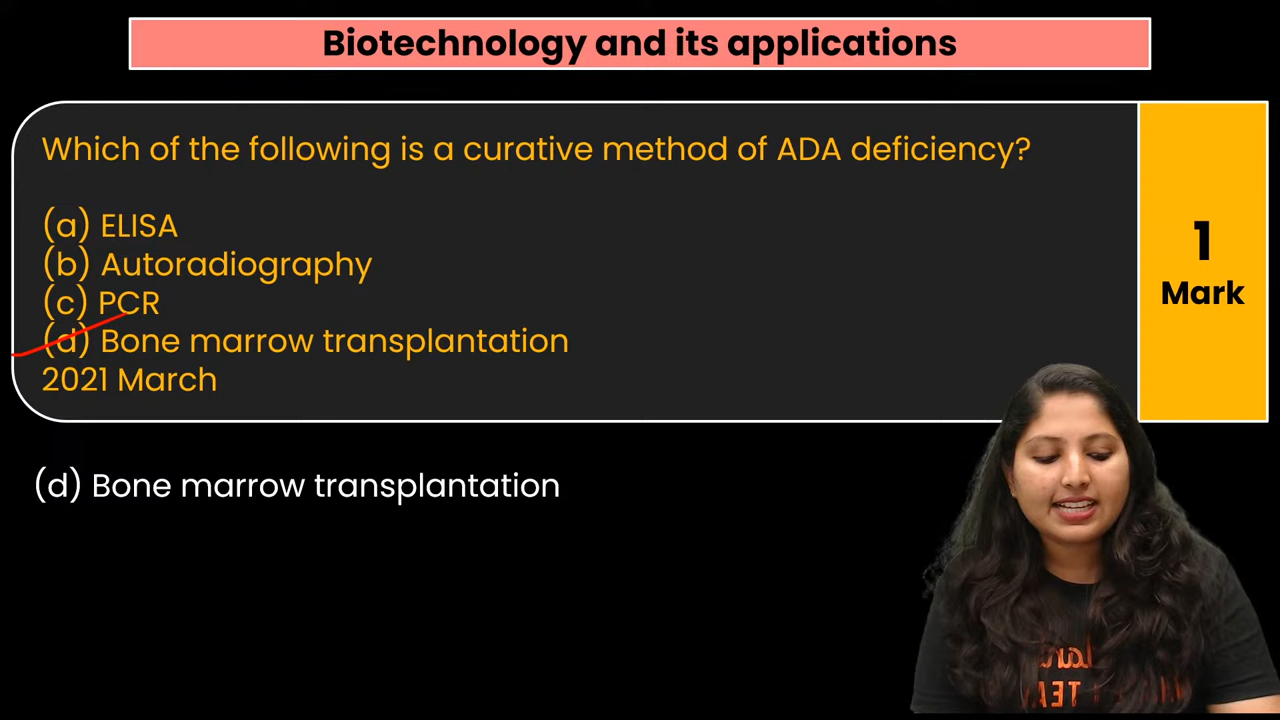 Biotechnology and its applications
Which of the following is a curative method of ADA deficiency?
(a) ELISA
(b) Autoradiography
(c) PCR
(d) Bone marrow transplantation
2021 March
1
Mark
(d) Bone marrow transplantation